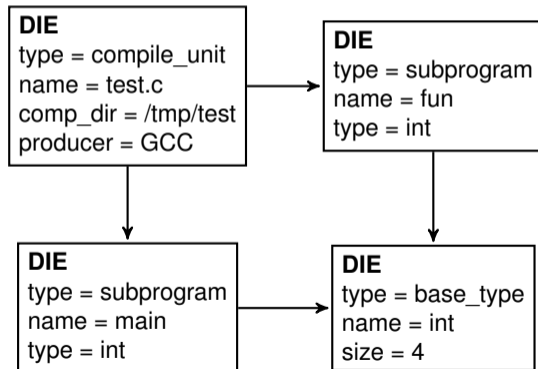 DIE
type = compile_unit
name = test.c
comp_dir = /tmp/test
producer = GCC
DIE
type = subprogram
name = fun
type = int
DIE
type = subprogram
name = main
type = int
DIE
type = base_type
name = int
size = 4